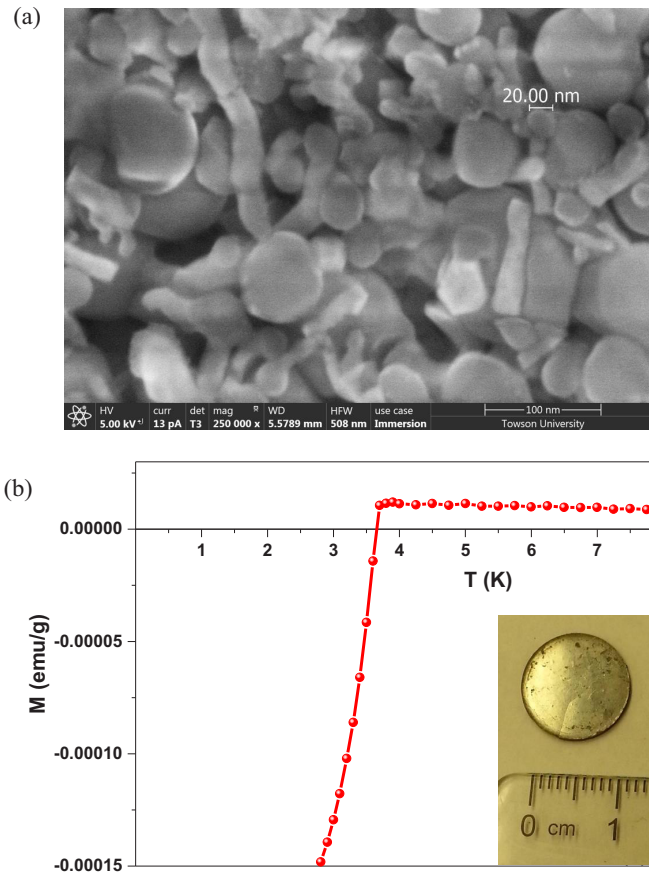 (a)
20.00 nm
HV curr det mag WD HFW use case
5.00 kV 13 pA T3 250 000 x 5.5789 mm 508 nm Immersion
100 nm
Towson University
(b)
0.00000
1 2 3 4 5 6 7
T (K)
-0.00005
M (emu/g)
-0.00010
0 cm 1
-0.00015